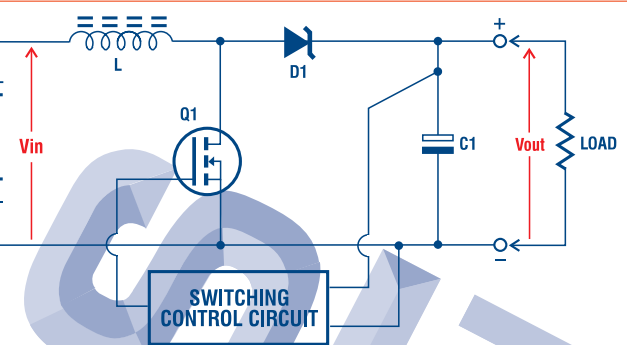 L
D1
+
Q1
Vin
C1
Vout
LOAD
−
SWITCHING
CONTROL CIRCUIT